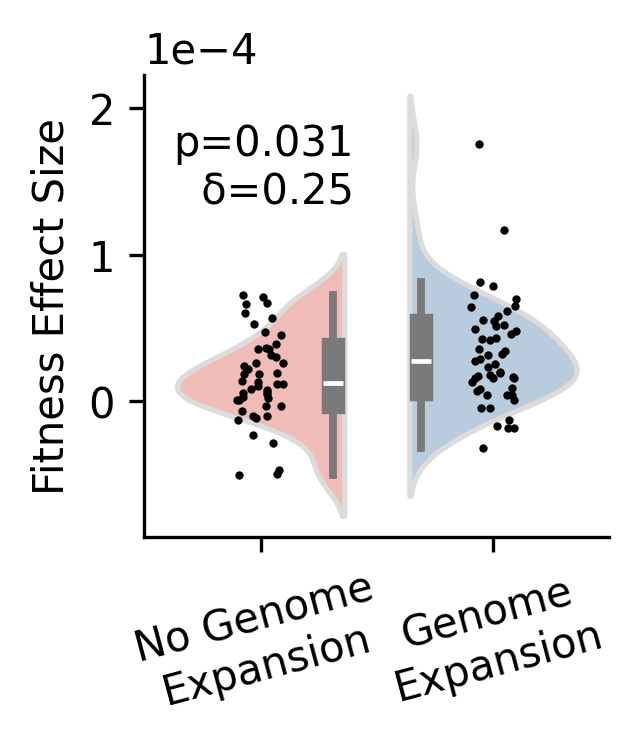 1e−4
2
p=0.031
δ=0.25
1
0
Fitness Effect Size
No Genome
Expansion
Genome
Expansion